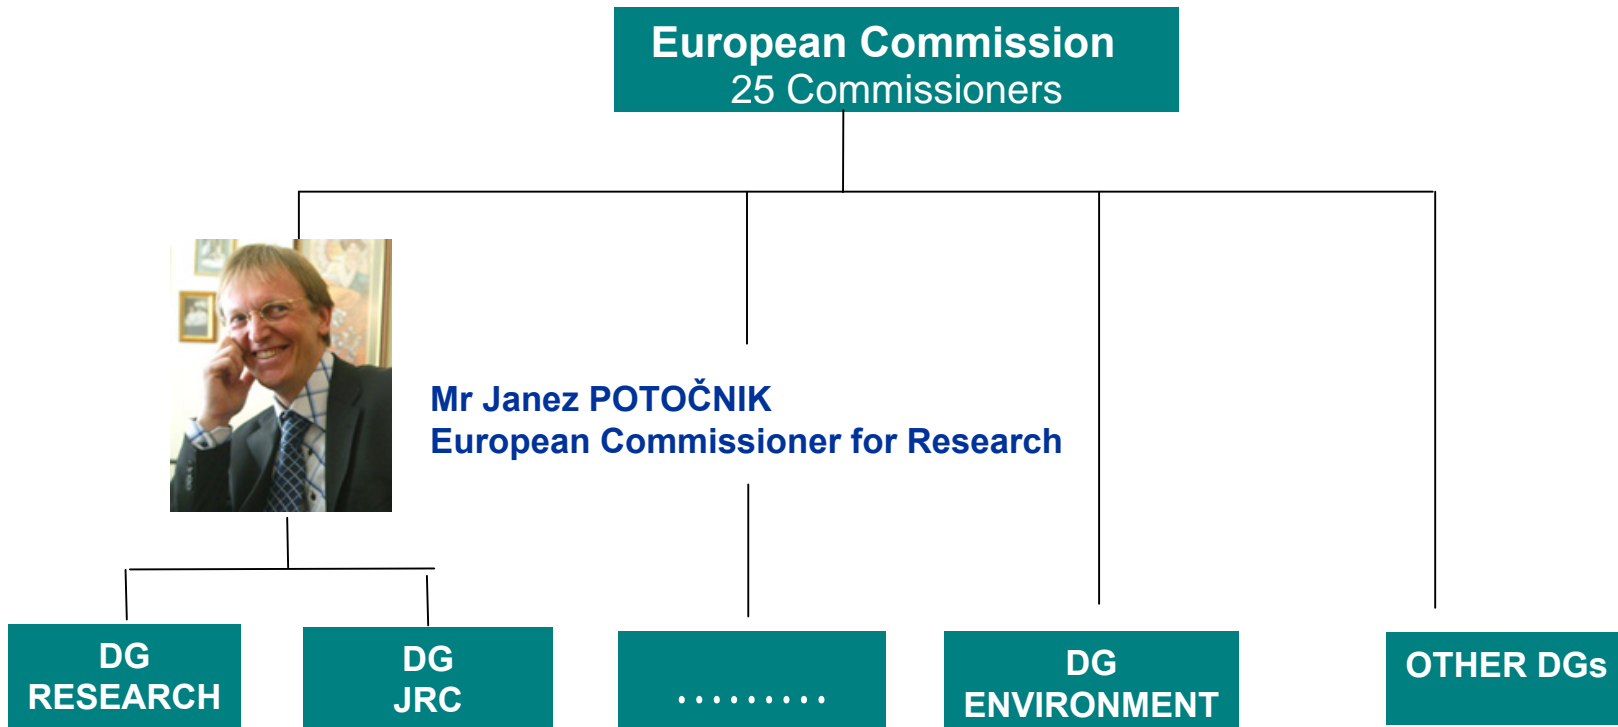 European Commission
25 Commissioners
Mr Janez POTOČNIK
European Commissioner for Research
DG
RESEARCH
DG
JRC
.........
DG
ENVIRONMENT
OTHER DGs